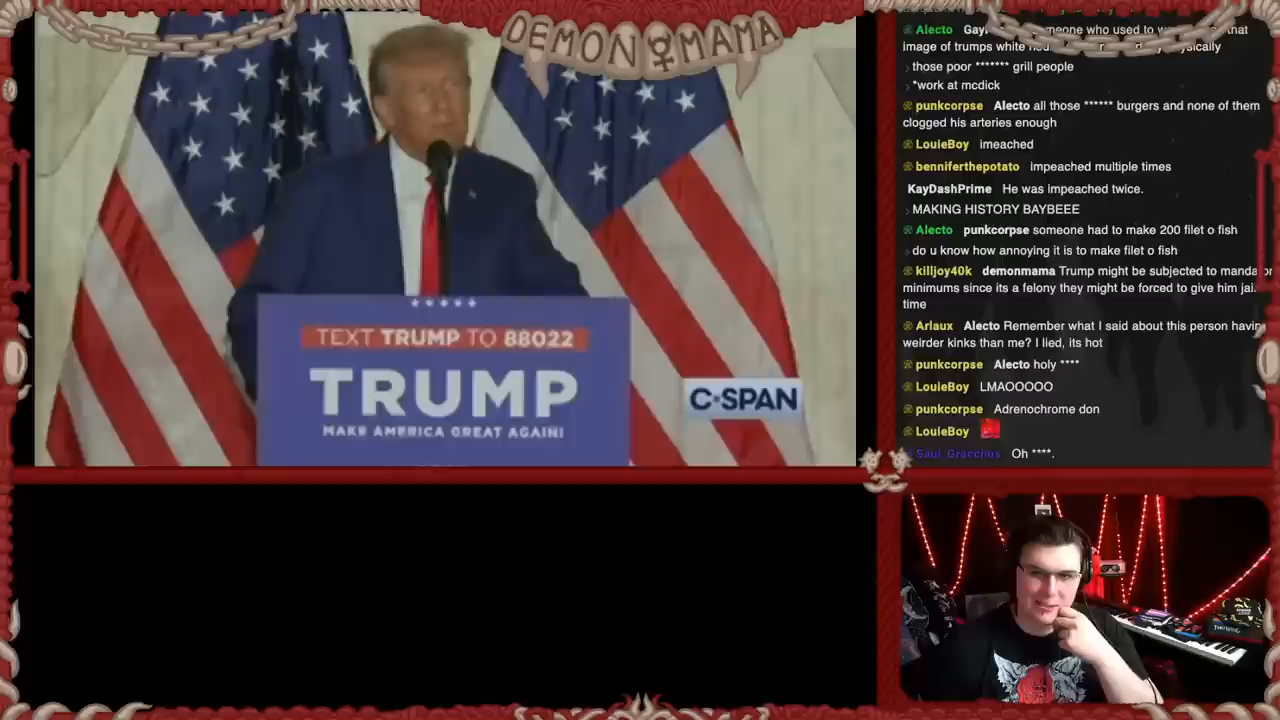 DEMON MAMA
TEXT TRUMP TO 88022
TRUMP
MAKE AMERICA GREAT AGAIN!
C-SPAN
Alecto
image of trumps white
those poor ******* grill people
*work at mcdick
punkcorpse Alecto all those ****** burgers and none of them
clogged his arteries enough
LouieBoy imeached
benniferthepotato impeached multiple times
KayDashPrime He was impeached twice.
MAKING HISTORY BAYBEEE
Alecto punkcorpse someone had to make 200 filet o fish
do u know how annoying it is to make filet o fish
killjoy40k demonmama Trump might be subjected to
minimums since its a felony they might be forced to give him
time
Arlaux Alecto Remember what I said about this person
weirder kinks than me? I lied, its hot
punkcorpse Alecto holy ****
LouieBoy LMAOOOOO
punkcorpse Adrenochrome don
LouieBoy
Saul Gracchus Oh ****.